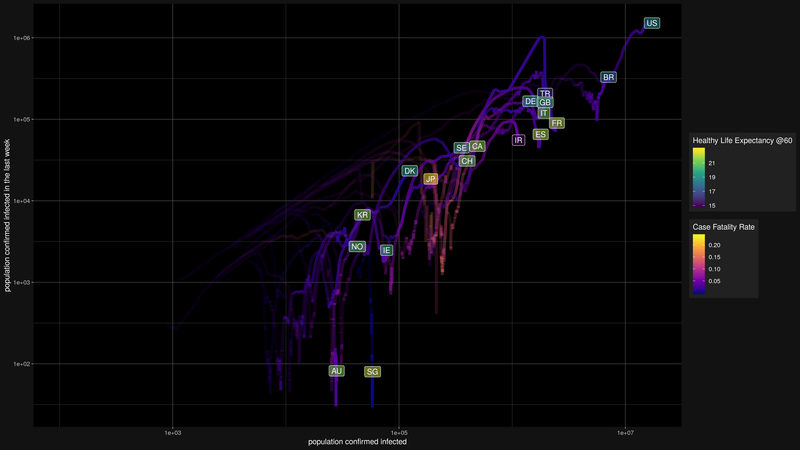 US
1e+06
BR
TR
DE
GB
IT
1e+05
FR
ES
IR
Healthy Life Expectancy @60
SE
CA
CH
21
DK
19
JP
17
15
1e+04
KR
Case Fatality Rate
NO
IE
0.20
0.15
0.10
0.05
1e+03
1e+02
AU
SG
1e+03
1e+05
1e+07
population confirmed infected
population confirmed infected in the last week